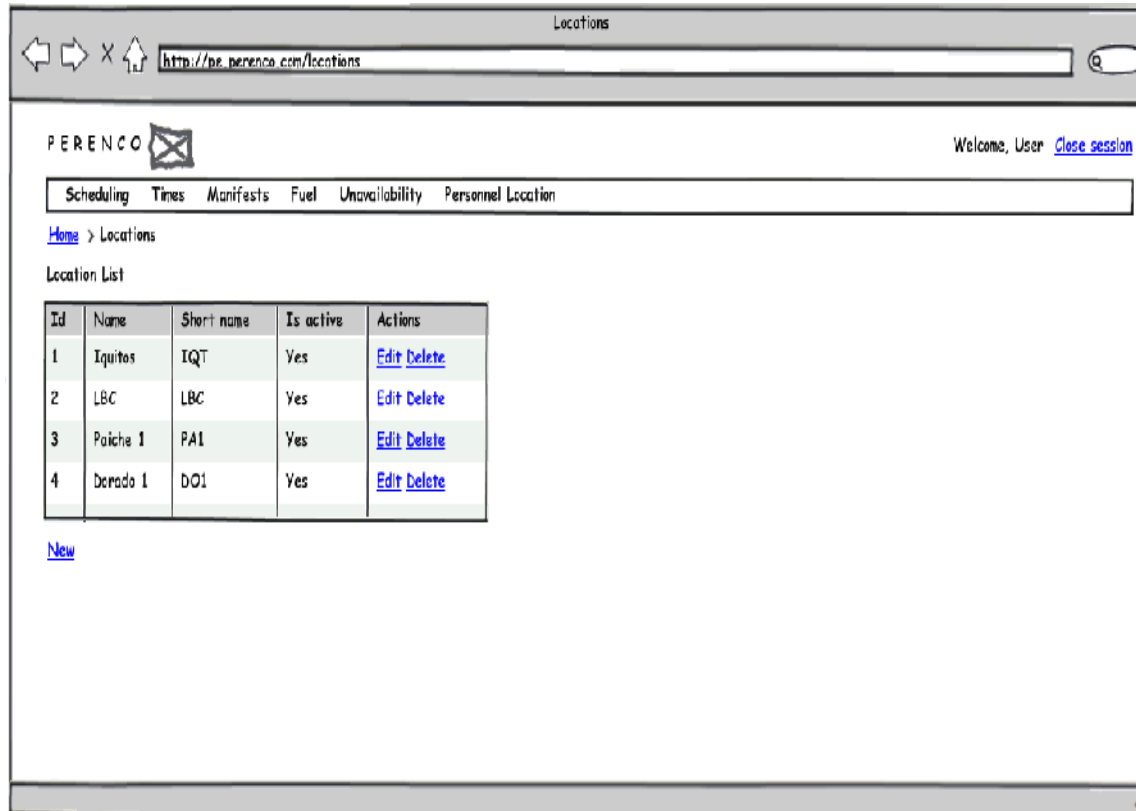 Locations
http://pe.perenco.com/locations
PERENCO
Welcome, User Close session
Scheduling Times Manifests Fuel Unavailability Personnel Location
Home > Locations
Location List
Id Name Short name Is active Actions
1 Iquitos IQT Yes Edit Delete
2 LBC LBC Yes Edit Delete
3 Paiche 1 PA1 Yes Edit Delete
4 Dorado 1 DO1 Yes Edit Delete
New